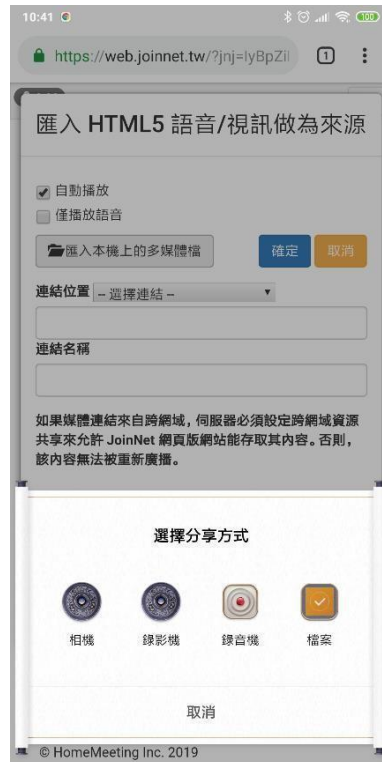 10:41
https://web.joinnet.tw/?jnj=IyBpZil
1
匯入 HTML5 語音/視訊做為來源
自動播放
僅播放語音
匯入本機上的多媒體檔
確定
取消
連結位置
– 選擇連結 –
連結名稱
如果媒體連結來自跨網域，伺服器必須設定跨網域資源
共享來允許 JoinNet 網頁版網站能存取其內容。否則，
該內容無法被重新廣播。
選擇分享方式
相機
錄影機
錄音機
檔案
取消
© HomeMeeting Inc. 2019